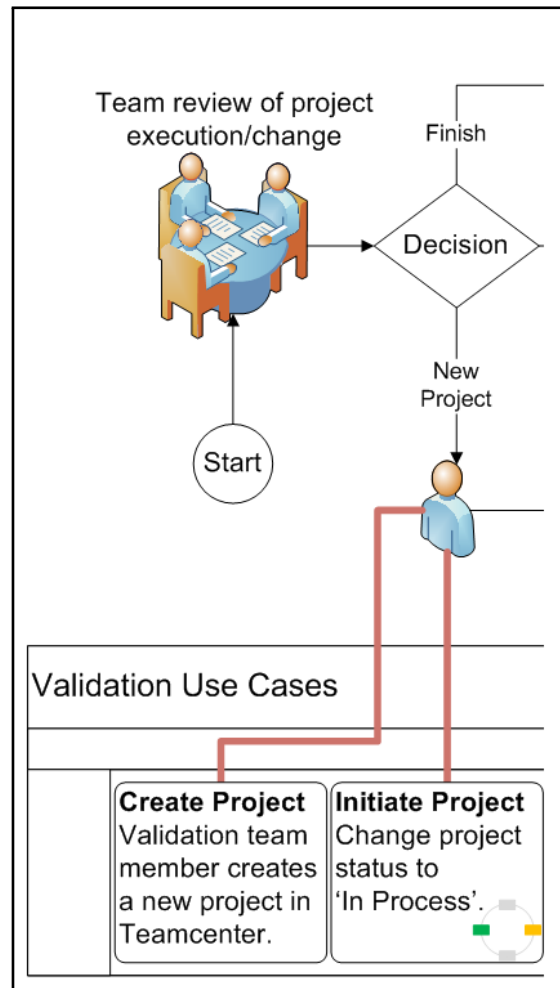 Team review of project
execution/change
Finish
Decision
New
Project
Start
Validation Use Cases
Create Project
Validation team
member creates
a new project in
Teamcenter.
Initiate Project
Change project
status to
‘In Process’.